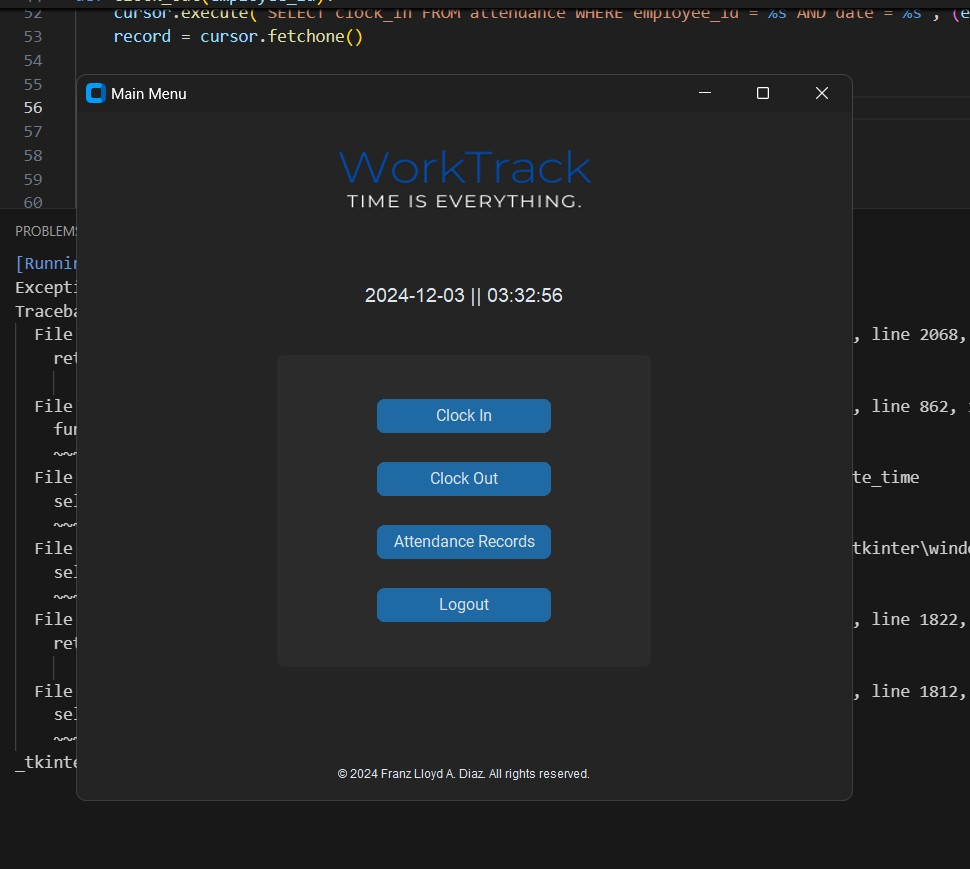 52 cursor.execute("SELECT clock_in FROM attendance WHERE employee_id = %s AND date = %s", (e
53 record = cursor.fetchone()
54
55
56
57
58
59
60
Main Menu
WorkTrack
TIME IS EVERYTHING.
2024-12-03 || 03:32:56
Clock In
Clock Out
Attendance Records
Logout
© 2024 Franz Lloyd A. Diaz. All rights reserved.
PROBLEMS
[Runnin
Excepti
Traceba
File , line 2068,
ret
File , line 862, i
fun
~~~
File te_time
sel
~~~
File tkinter\windo
sel
~~~
File , line 1822,
ret
File , line 1812,
sel
~~~
_tkinte